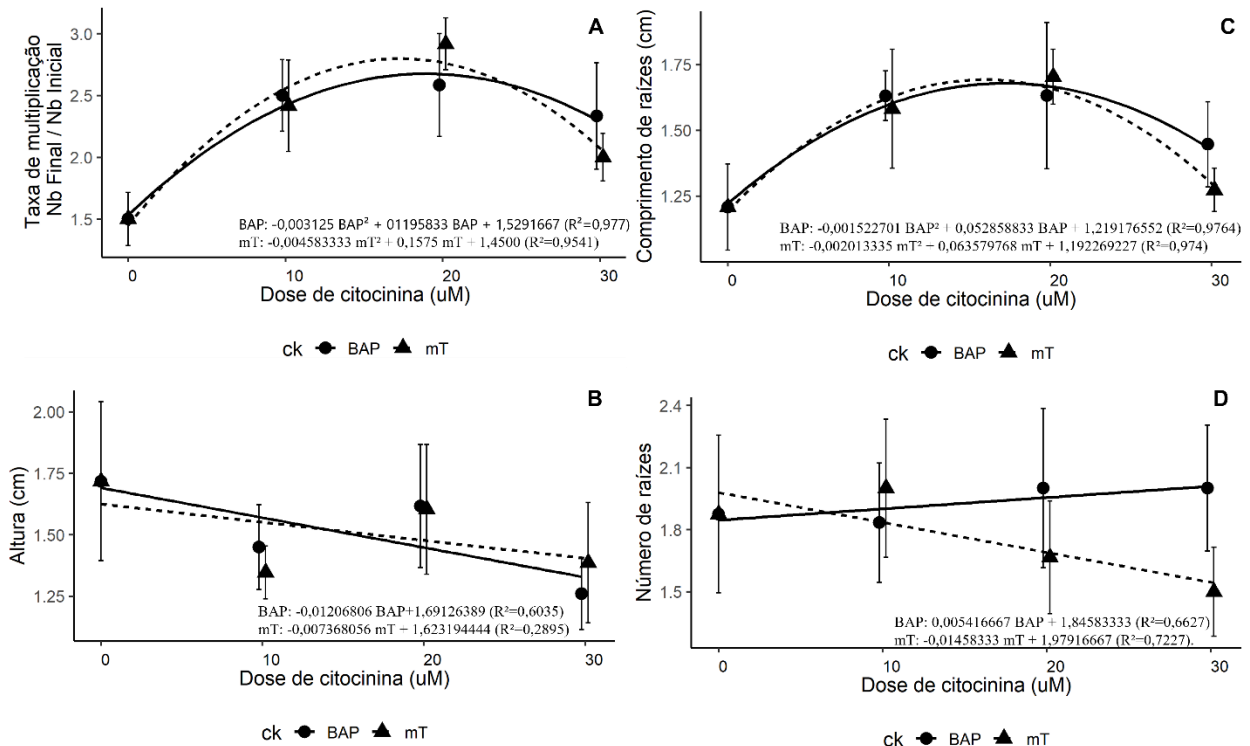 A
Taxa de multiplicação
Nb Final / Nb Inicial
3.0
2.5
2.0
1.5
BAP: -0,003125 BAP² + 01195833 BAP + 1,5291667 (R²=0,977)
mT: -0,004583333 mT² + 0,1575 mT + 1,4500 (R²=0,9541)
0 10 20 30
Dose de citocinina (uM)
ck BAP mT
C
Comprimento de raízes (cm)
1.75
1.50
1.25
BAP: -0,001522701 BAP² + 0,052858833 BAP + 1,219176552 (R²=0,9764)
mT: -0,002013335 mT² + 0,063579768 mT + 1,192269227 (R²=0,974)
0 10 20 30
Dose de citocinina (uM)
ck BAP mT
B
Altura (cm)
2.00
1.75
1.50
1.25
BAP: -0,01206806 BAP+1,69126389 (R²=0,6035)
mT: -0,007368056 mT + 1,623194444 (R²=0,2895)
0 10 20 30
Dose de citocinina (uM)
ck BAP mT
D
Número de raízes
2.4
2.1
1.8
1.5
BAP: 0,005416667 BAP + 1,84583333 (R²=0,6627)
mT: -0,01458333 mT + 1,97916667 (R²=0,7227).
0 10 20 30
Dose de citocinina (uM)
ck BAP mT